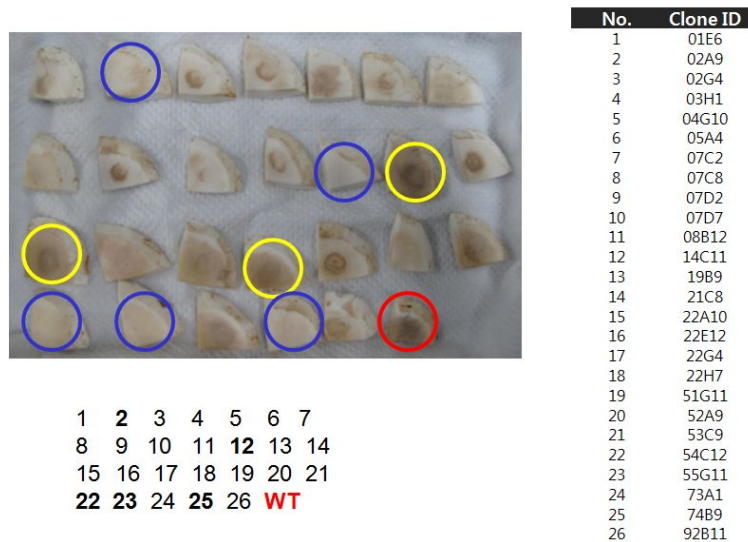 No. Clone ID
1 01E6
2 02A9
3 02G4
4 03H1
5 04G10
6 05A4
7 07C2
8 07C8
9 07D2
10 07D7
11 08B12
12 14C11
13 19B9
14 21C8
15 22A10
16 22E12
17 22G4
18 22H7
19 51G11
20 52A9
21 53C9
22 54C12
23 55G11
24 73A1
25 74B9
26 92B11
1 2 3 4 5 6 7
8 9 10 11 12 13 14
15 16 17 18 19 20 21
22 23 24 25 26 WT